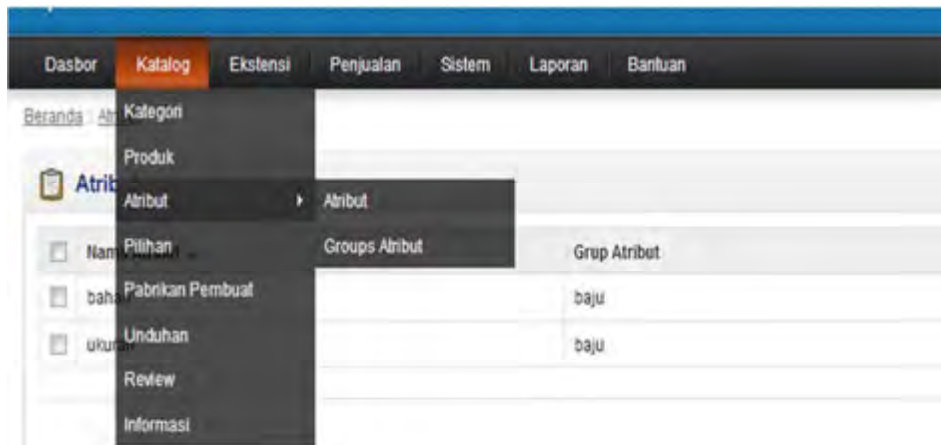 Dasbor Katalog Ekstensi Penjualan Sistem Laporan Bantuan
Beranda
Kategori
Produk
Atribut Atribut
Pilihan Groups Atribut Grup Atribut
Pabrikan Pembuat baju
Unduhan baju
Review
Informasi